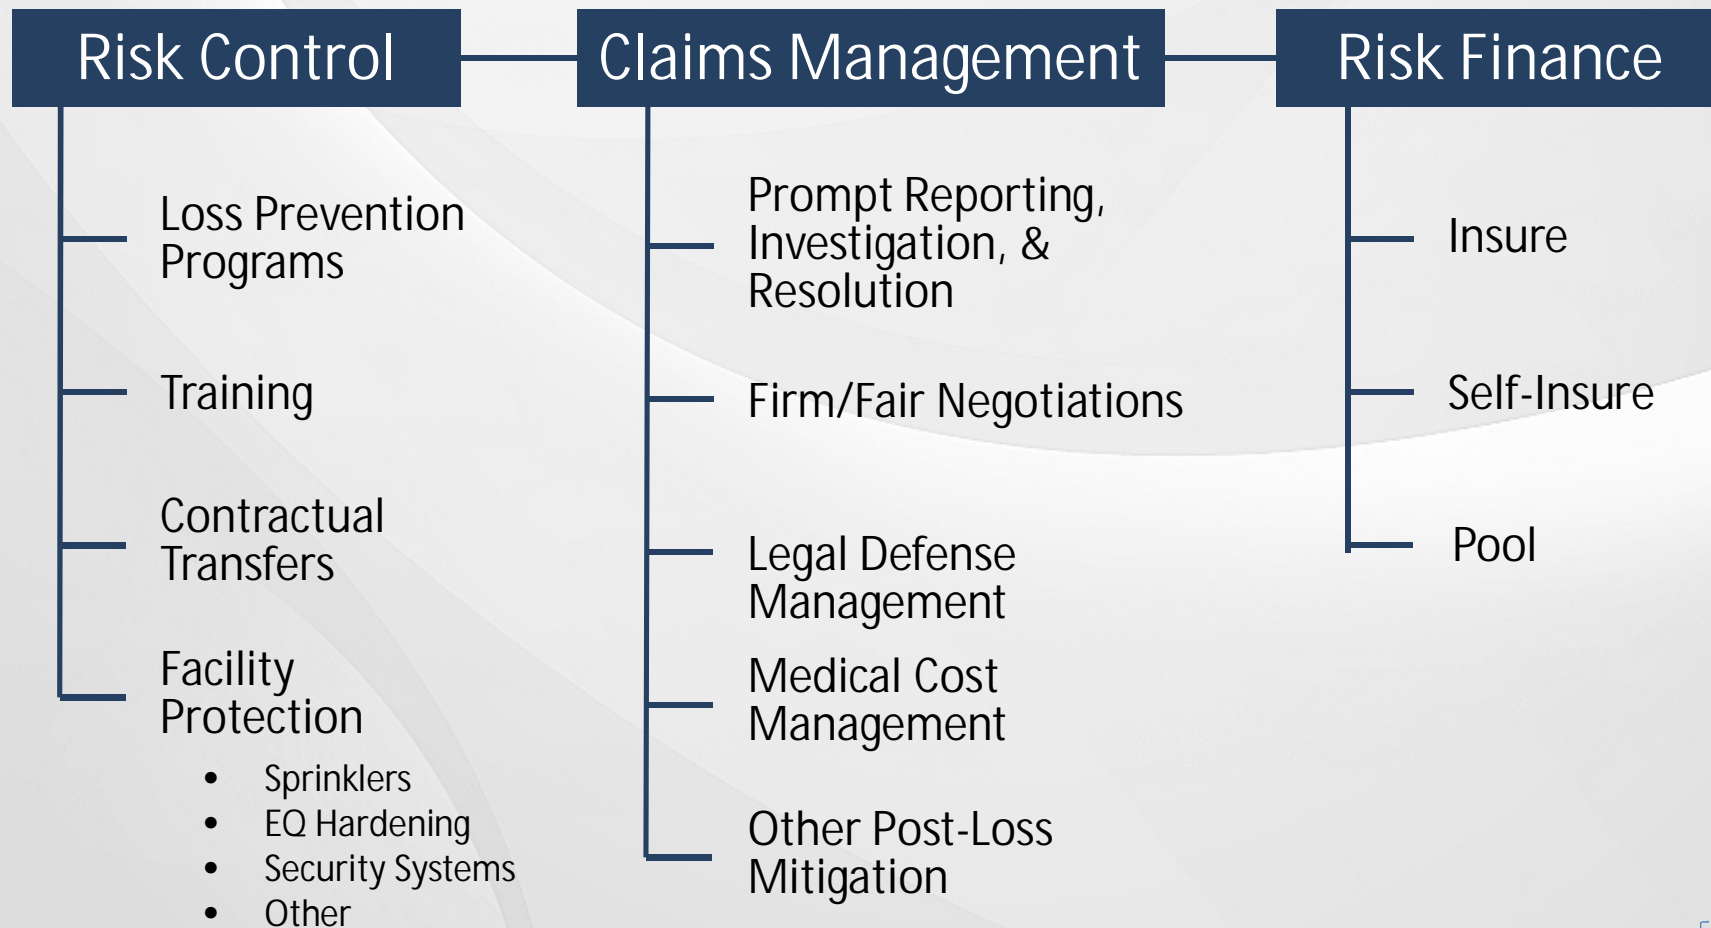 Risk Control
Claims Management
Risk Finance
Loss Prevention
Programs
Training
Contractual
Transfers
Facility
Protection
• Sprinklers
• EQ Hardening
• Security Systems
• Other
Prompt Reporting,
Investigation, &
Resolution
Firm/Fair Negotiations
Legal Defense
Management
Medical Cost
Management
Other Post-Loss
Mitigation
Insure
Self-Insure
Pool